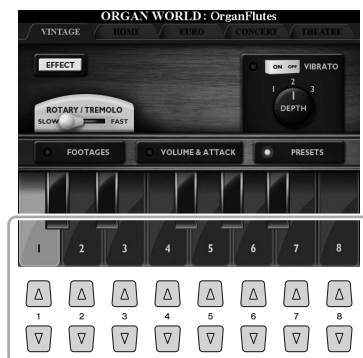 ORGAN WORLD : OrganFlutes
VINTAGE HOME EURO CONCERT THEATRE
EFFECT
ON OFF VIBRATO
1 2 3
DEPTH
ROTARY / TREMOLO
SLOW FAST
FOOTAGES VOLUME & ATTACK PRESETS
1 2 3 4 5 6 7 8
1 2 3 4 5 6 7 8